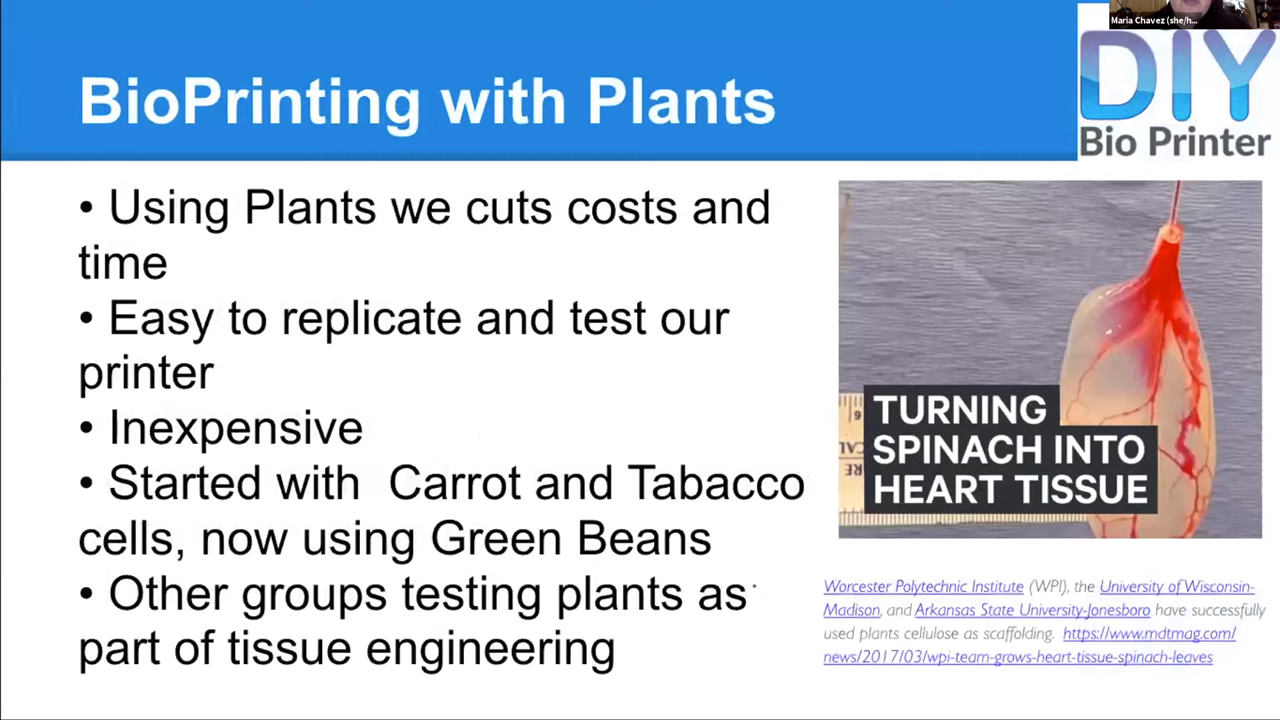 Maria Chavez (she/h...
BioPrinting with Plants
DIY
Bio Printer
• Using Plants we cuts costs and
time
• Easy to replicate and test our
printer
• Inexpensive
• Started with  Carrot and Tabacco
cells, now using Green Beans
• Other groups testing plants as
part of tissue engineering
TURNING
SPINACH INTO
HEART TISSUE
Worcester Polytechnic Institute (WPI), the University of Wisconsin-
Madison, and Arkansas State University-Jonesboro have successfully
used plants cellulose as scaffolding. https://www.mdtmag.com/
news/2017/03/wpi-team-grows-heart-tissue-spinach-leaves